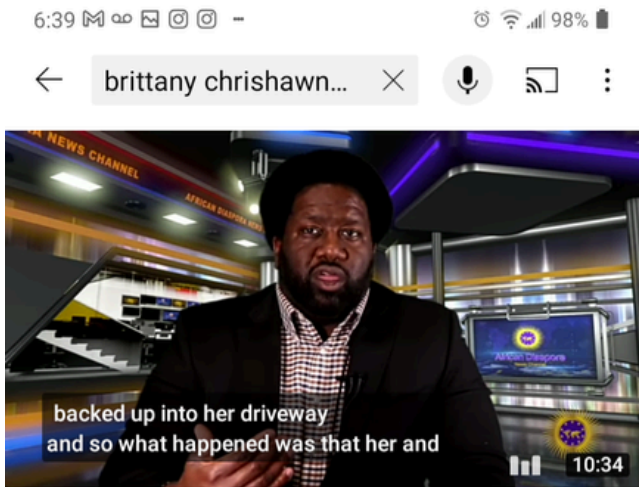 6:39
98%
brittany chrishawn...
A NEWS CHANNEL
AFRICAN DIASPORA NEWS
African Diaspora
backed up into her driveway
and so what happened was that her and
10:34